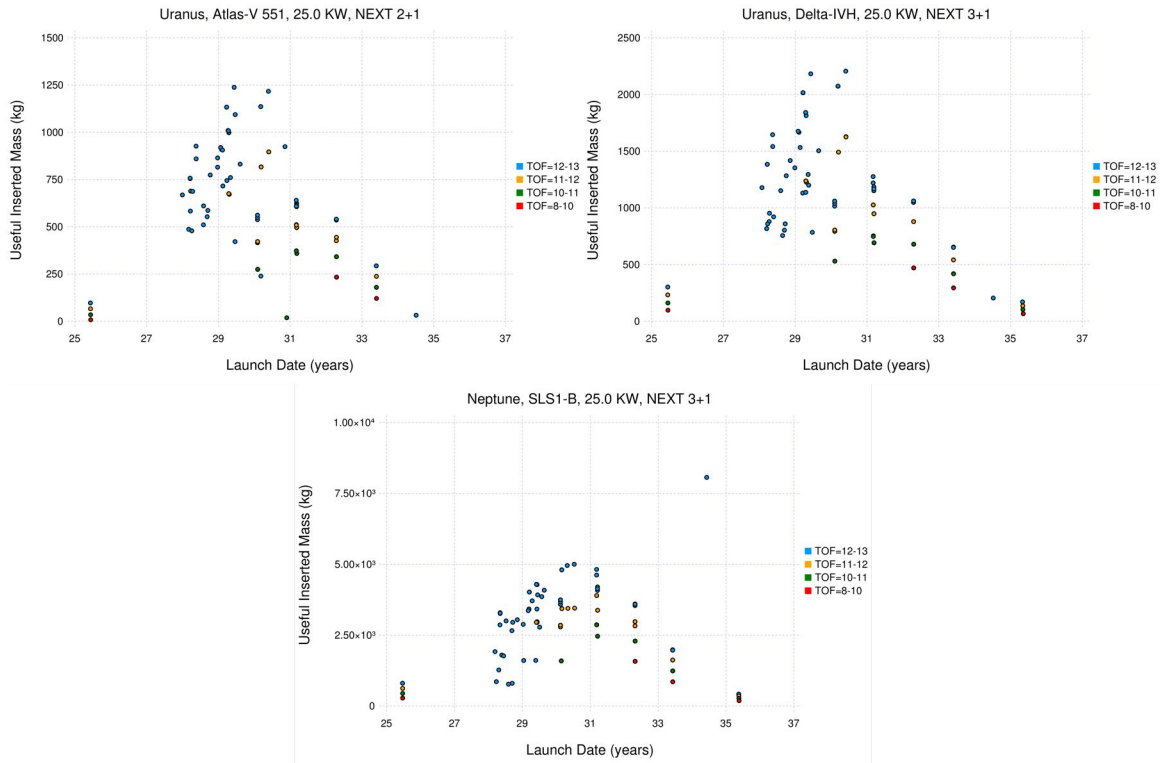 Uranus, Atlas-V 551, 25.0 KW, NEXT 2+1
Useful Inserted Mass (kg)
1500
1250
1000
750
500
250
0
25 27 29 31 33 35 37
Launch Date (years)
TOF=12-13
TOF=11-12
TOF=10-11
TOF=8-10
Uranus, Delta-IVH, 25.0 KW, NEXT 3+1
Useful Inserted Mass (kg)
2500
2000
1500
1000
500
0
25 27 29 31 33 35 37
Launch Date (years)
TOF=12-13
TOF=11-12
TOF=10-11
TOF=8-10
Neptune, SLS1-B, 25.0 KW, NEXT 3+1
Useful Inserted Mass (kg)
1.00×10⁴
7.50×10³
5.00×10³
2.50×10³
0
25 27 29 31 33 35 37
Launch Date (years)
TOF=12-13
TOF=11-12
TOF=10-11
TOF=8-10